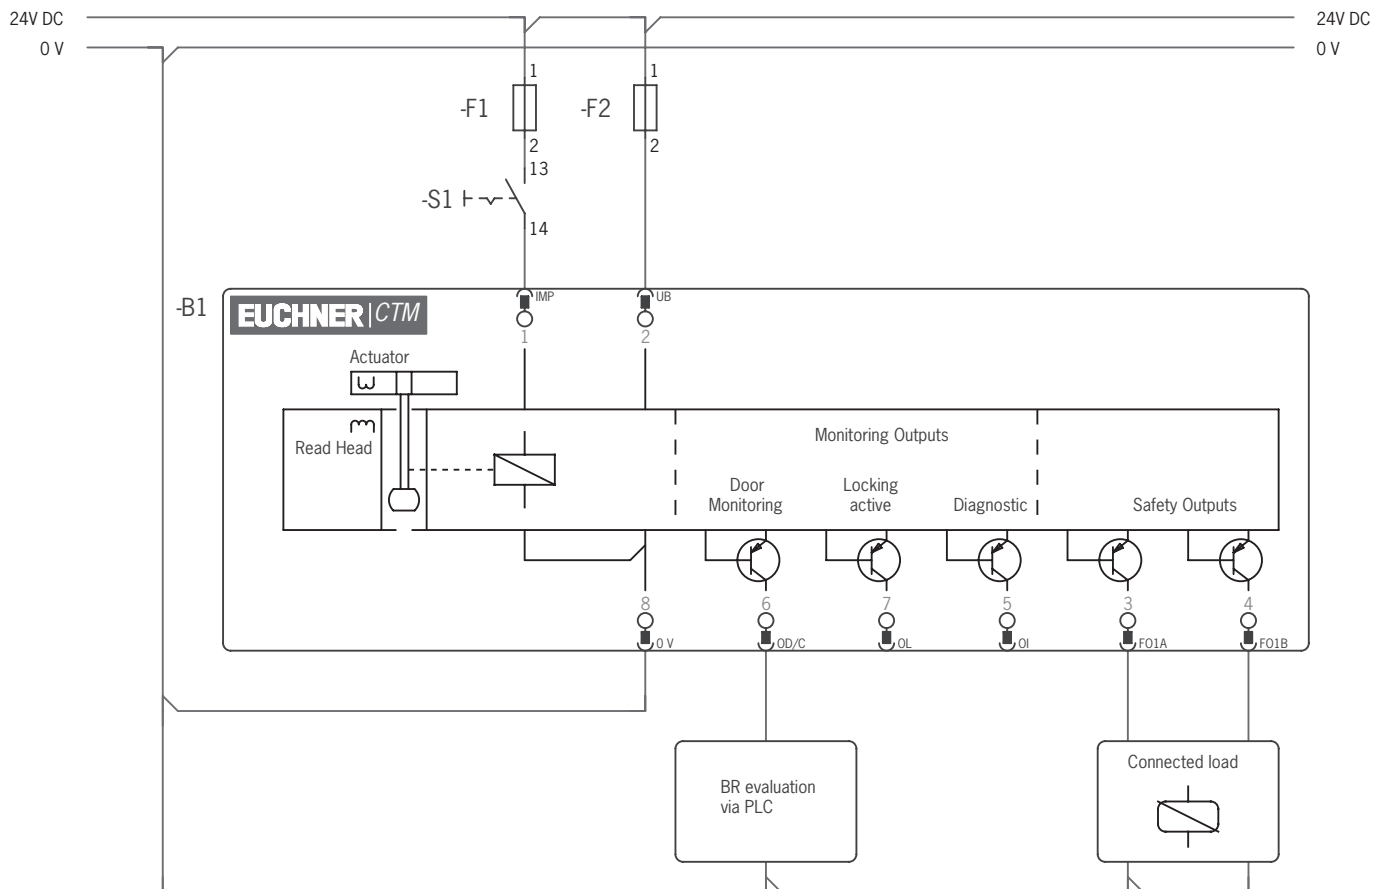 24V DC
24V DC
0 V
0 V
1
1
-F1
-F2
2
2
13
-S1
14
-B1
EUCHNER|CTM
IMP
UB
1
2
Actuator
Read Head
Monitoring Outputs
Door
Monitoring
Locking
active
Diagnostic
Safety Outputs
8
6
7
5
3
4
0 V
OD/C
OL
OI
FO1A
FO1B
BR evaluation
via PLC
Connected load